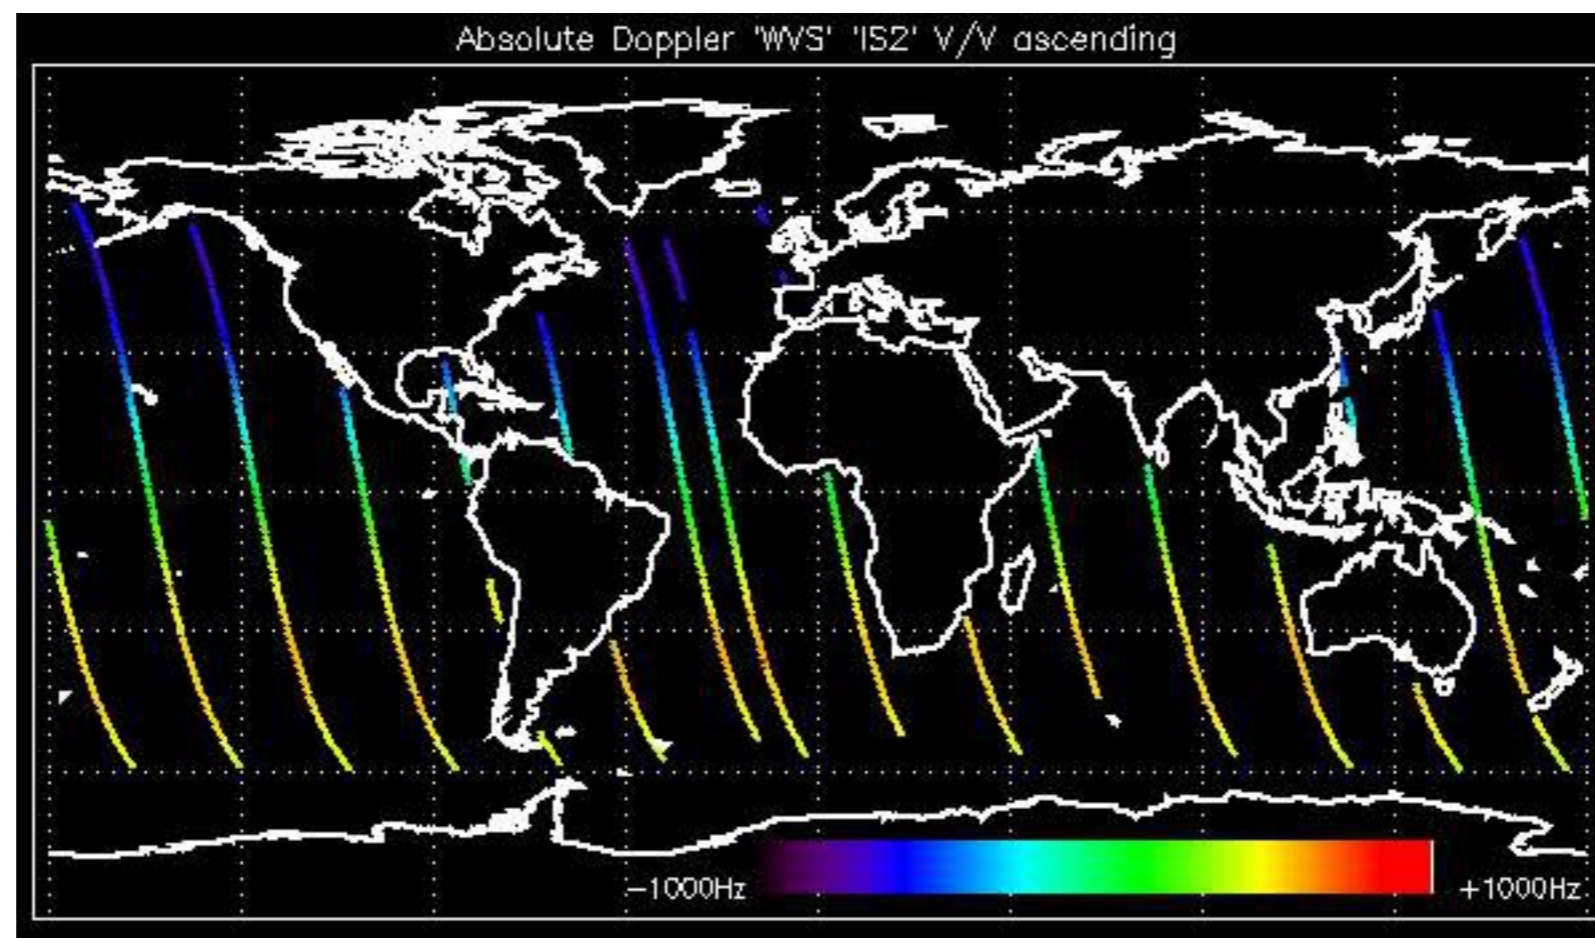 Absolute Doppler 'WVS' 'IS2' V/V ascending
−1000Hz +1000Hz